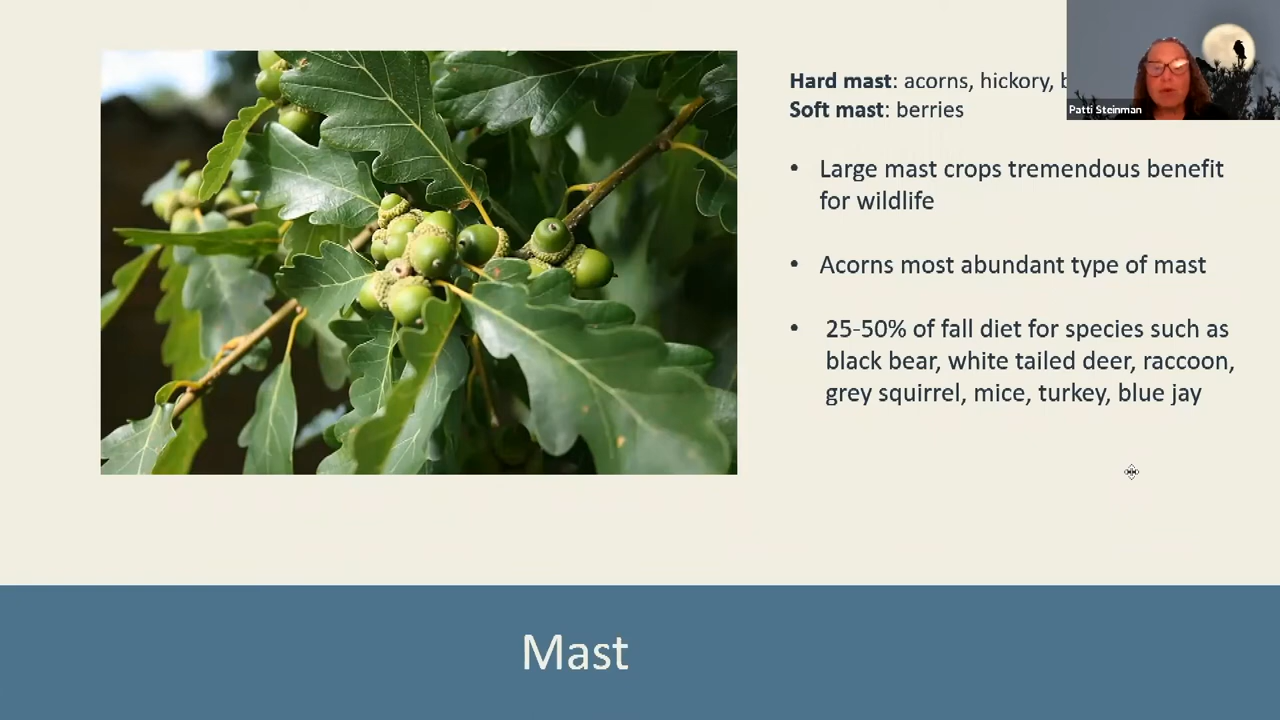 Hard mast: acorns, hickory,
Soft mast: berries
Patti Steinman
• Large mast crops tremendous benefit
for wildlife
• Acorns most abundant type of mast
• 25-50% of fall diet for species such as
black bear, white tailed deer, raccoon,
grey squirrel, mice, turkey, blue jay
Mast